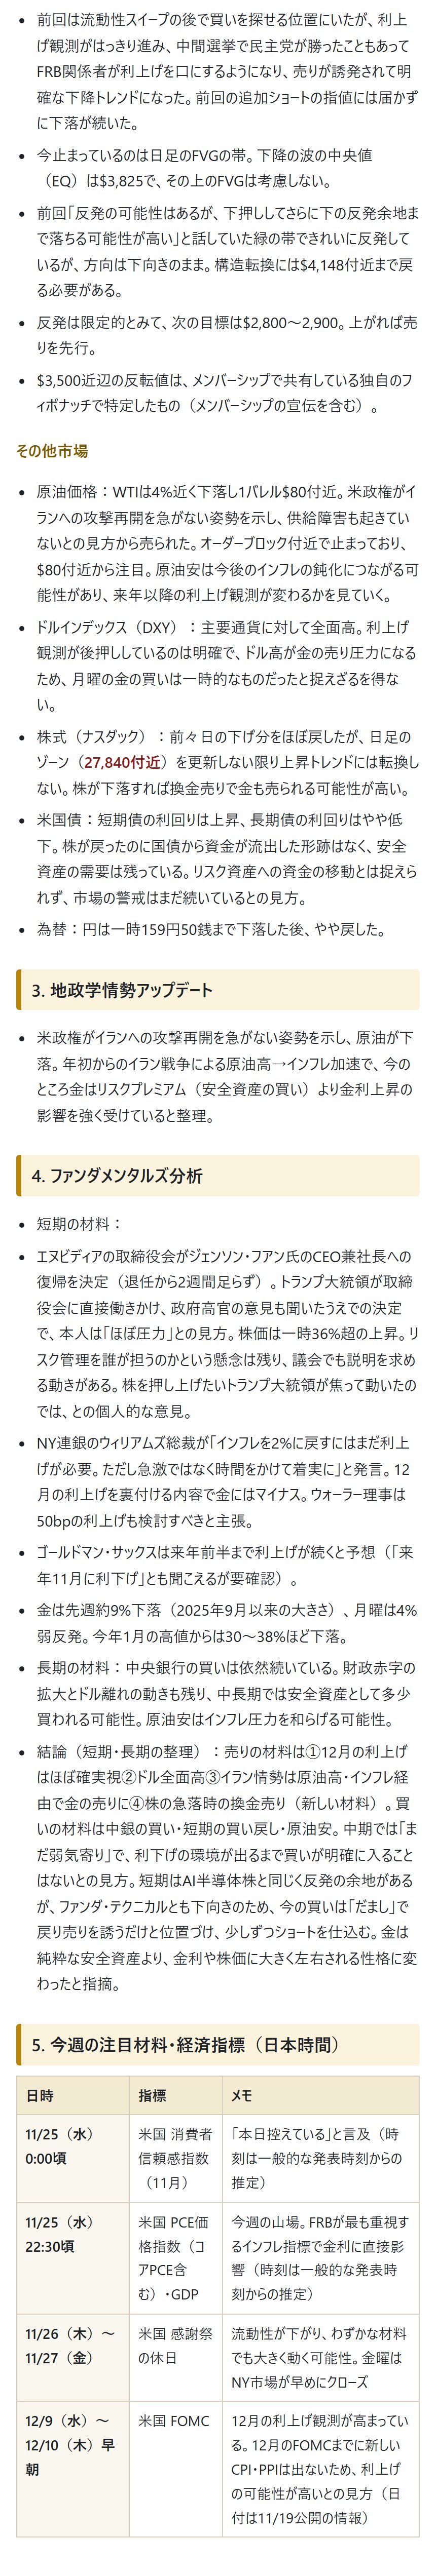 ・前回は流動性スイープの後で買いを探せる位置にいたが、利上
げ観測がはっきり進み、中間選挙で民主党が勝ったこともあって
FRB関係者が利上げを口にするようになり、売りが誘発されて明
確な下降トレンドになった。前回の追加ショートの指値には届かず
に下落が続いた。
・今止まっているのは日足のFVGの帯。下降の波の中央値
（EQ）は$3,825で、その上のFVGは考慮しない。
・前回「反発の可能性はあるが、下押ししてさらに下の反発余地ま
で落ちる可能性が高い」と話していた緑の帯できれいに反発して
いるが、方向は下向きのまま。構造転換には$4,148付近まで戻
る必要がある。
・反発は限定的とみて、次の目標は$2,800～2,900。上がれば売
りを先行。
・$3,500近辺の反転値は、メンバーシップで共有している独自のフ
ィボナッチで特定したもの（メンバーシップの宣伝を含む）。
その他市場
・原油価格：WTIは4%近く下落し1バレル$80付近。米政権がイ
ランへの攻撃再開を急がない姿勢を示し、供給障害も起きてい
ないとの見方から売られた。オーダーブロック付近で止まっており、
$80付近から注目。原油安は今後のインフレの鈍化につながる可
能性があり、来年以降の利上げ観測が変わるかを見ていく。
・ドルインデックス（DXY）：主要通貨に対して全面高。利上げ
観測が後押ししているのは明確で、ドル高が金の売り圧力になる
ため、月曜の金の買いは一時的なものだったと捉えざるを得な
い。
・株式（ナスダック）：前々日の下げ分をほぼ戻したが、日足の
ゾーン（27,840付近）を更新しない限り上昇トレンドには転換し
ない。株が下落すれば換金売りで金も売られる可能性が高い。
・米国債：短期債の利回りは上昇、長期債の利回りはやや低
下。株が戻ったのに国債から資金が流出した形跡はなく、安全
資産の需要は残っている。リスク資産への資金の移動とは捉えら
れず、市場の警戒はまだ続いているとの見方。
・為替：円は一時159円50銭まで下落した後、やや戻した。
3. 地政学情勢アップデート
・米政権がイランへの攻撃再開を急がない姿勢を示し、原油が下
落。年初からのイラン戦争による原油高→インフレ加速で、今の
ところ金はリスクプレミアム（安全資産の買い）より金利上昇の
影響を強く受けていると整理。
4. ファンダメンタルズ分析
・短期の材料：
・エヌビディアの取締役会がジェンソン・フアン氏のCEO兼社長への
復帰を決定（退任から2週間足らず）。トランプ大統領が取締
役会に直接働きかけ、政府高官の意見も聞いたうえでの決定
で、本人は「ほぼ圧力」との見方。株価は一時36%超の上昇。リ
スク管理を誰が担うのかという懸念は残り、議会でも説明を求め
る動きがある。株を押し上げたいトランプ大統領が焦って動いたの
では、との個人的な意見。
・NY連銀のウィリアムズ総裁が「インフレを2%に戻すにはまだ利上
げが必要。ただし急激ではなく時間をかけて着実に」と発言。12
月の利上げを裏付ける内容で金にはマイナス。ウォーラー理事は
50bpの利上げも検討すべきと主張。
・ゴールドマン・サックスは来年前半まで利上げが続くと予想（「来
年11月に利下げ」とも聞こえるが要確認）。
・金は先週約9%下落（2025年9月以来の大きさ）、月曜は4%
弱反発。今年1月の高値からは30～38%ほど下落。
・長期の材料：中央銀行の買いは依然続いている。財政赤字の
拡大とドル離れの動きも残り、中長期では安全資産として多少
買われる可能性。原油安はインフレ圧力を和らげる可能性。
・結論（短期・長期の整理）：売りの材料は①12月の利上げ
はほぼ確実視②ドル全面高③イラン情勢は原油高・インフレ経
由で金の売りに④株の急落時の換金売り（新しい材料）。買
いの材料は中銀の買い・短期の買い戻し・原油安。中期では「ま
だ弱気寄り」で、利下げの環境が出るまで買いが明確に入ること
はないとの見方。短期はAI半導体株と同じく反発の余地がある
が、ファンダ・テクニカルとも下向きのため、今の買いは「だまし」で
戻り売りを誘うだけと位置づけ、少しずつショートを仕込む。金は
純粋な安全資産より、金利や株価に大きく左右される性格に変
わったと指摘。
5. 今週の注目材料・経済指標（日本時間）
日時 指標 メモ
11/25（水）
0:00頃
米国 消費者
信頼感指数
（11月）
「本日控えている」と言及（時
刻は一般的な発表時刻からの
推定）
11/25（水）
22:30頃
米国 PCE価
格指数（コ
アPCE含
む）・GDP
今週の山場。FRBが最も重視す
るインフレ指標で金利に直接影
響（時刻は一般的な発表時
刻からの推定）
11/26（木）～
11/27（金）
米国 感謝祭
の休日
流動性が下がり、わずかな材料
でも大きく動く可能性。金曜は
NY市場が早めにクローズ
12/9（水）～
12/10（木）早
朝
米国 FOMC
12月の利上げ観測が高まってい
る。12月のFOMCまでに新しい
CPI・PPIは出ないため、利上げ
の可能性が高いとの見方（日
付は11/19公開の情報）